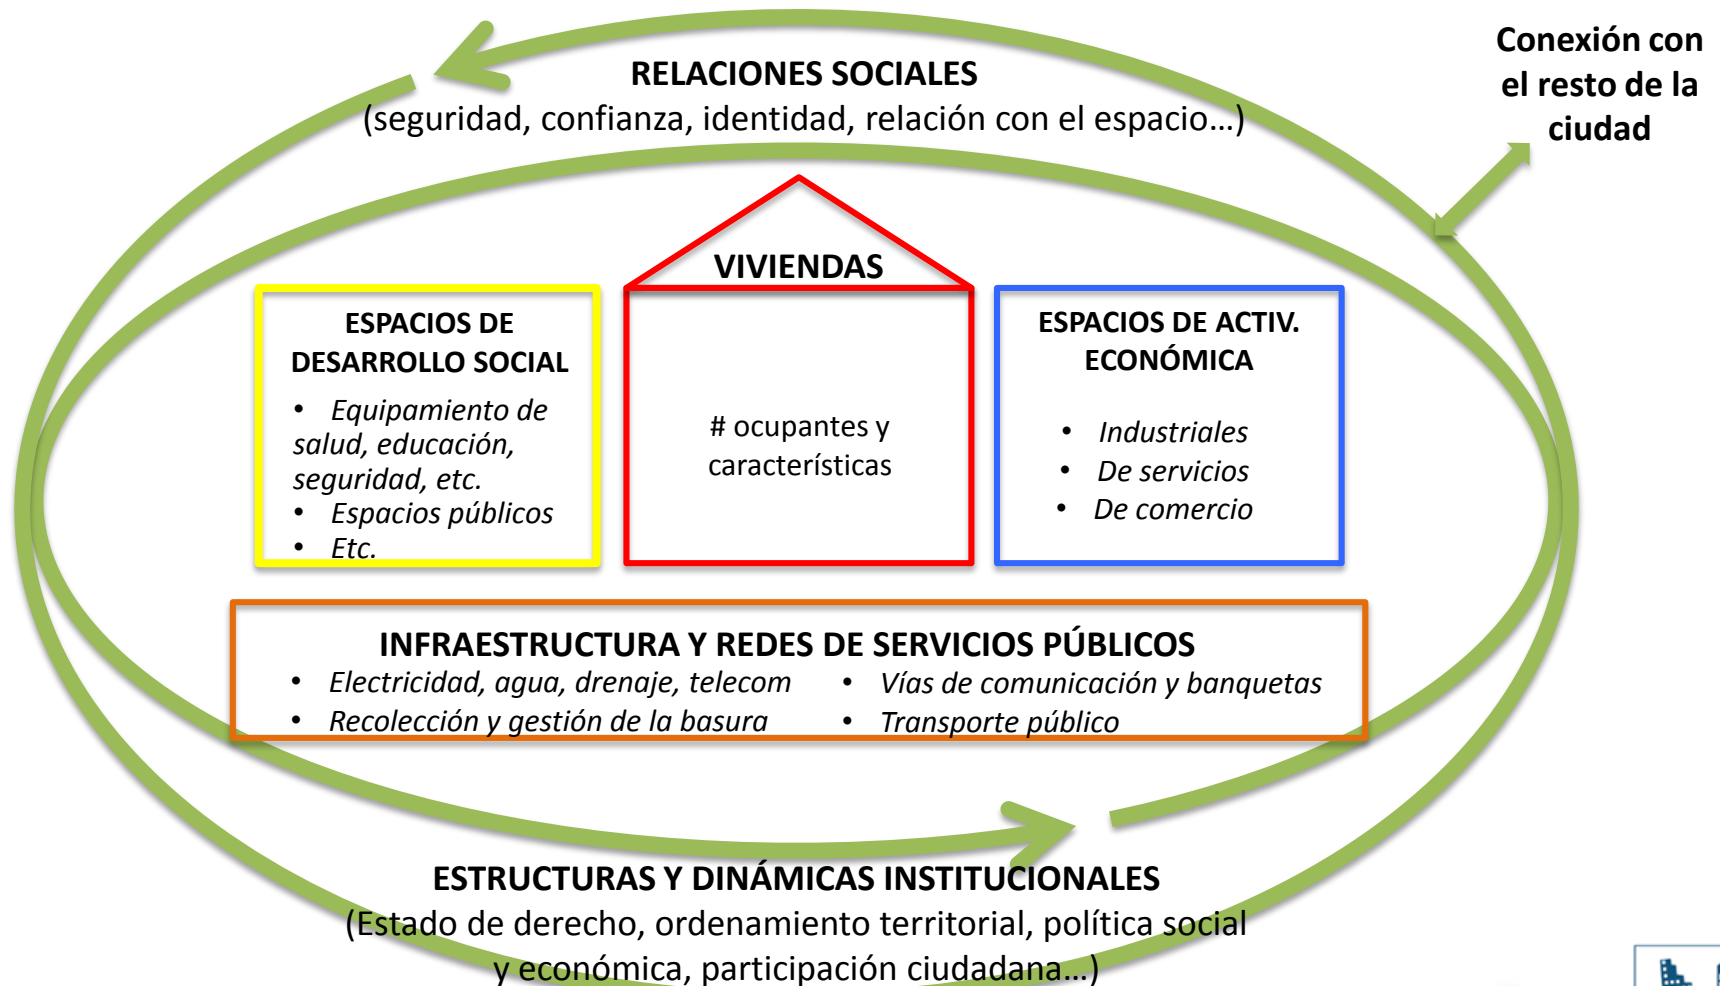 Conexión con
el resto de la
ciudad
RELACIONES SOCIALES
(seguridad, confianza, identidad, relación con el espacio...)
VIVIENDAS
# ocupantes y
características
ESPACIOS DE
DESARROLLO SOCIAL
• Equipamiento de
salud, educación,
seguridad, etc.
• Espacios públicos
• Etc.
ESPACIOS DE ACTIV.
ECONÓMICA
• Industriales
• De servicios
• De comercio
INFRAESTRUCTURA Y REDES DE SERVICIOS PÚBLICOS
• Electricidad, agua, drenaje, telecom
• Recolección y gestión de la basura
• Vías de comunicación y banquetas
• Transporte público
ESTRUCTURAS Y DINÁMICAS INSTITUCIONALES
(Estado de derecho, ordenamiento territorial, política social
y económica, participación ciudadana...)